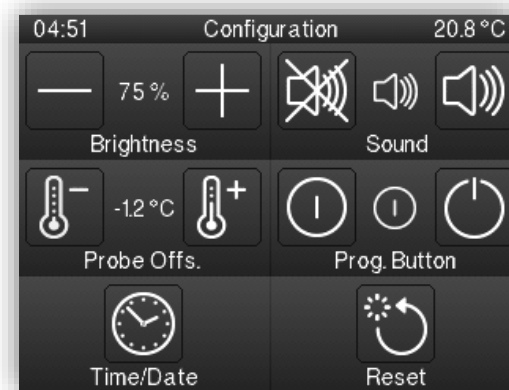 04:51 Configuration 20.8 °C
75 %
Brightness Sound
-1.2 °C
Probe Offs. Prog. Button
Time/Date Reset